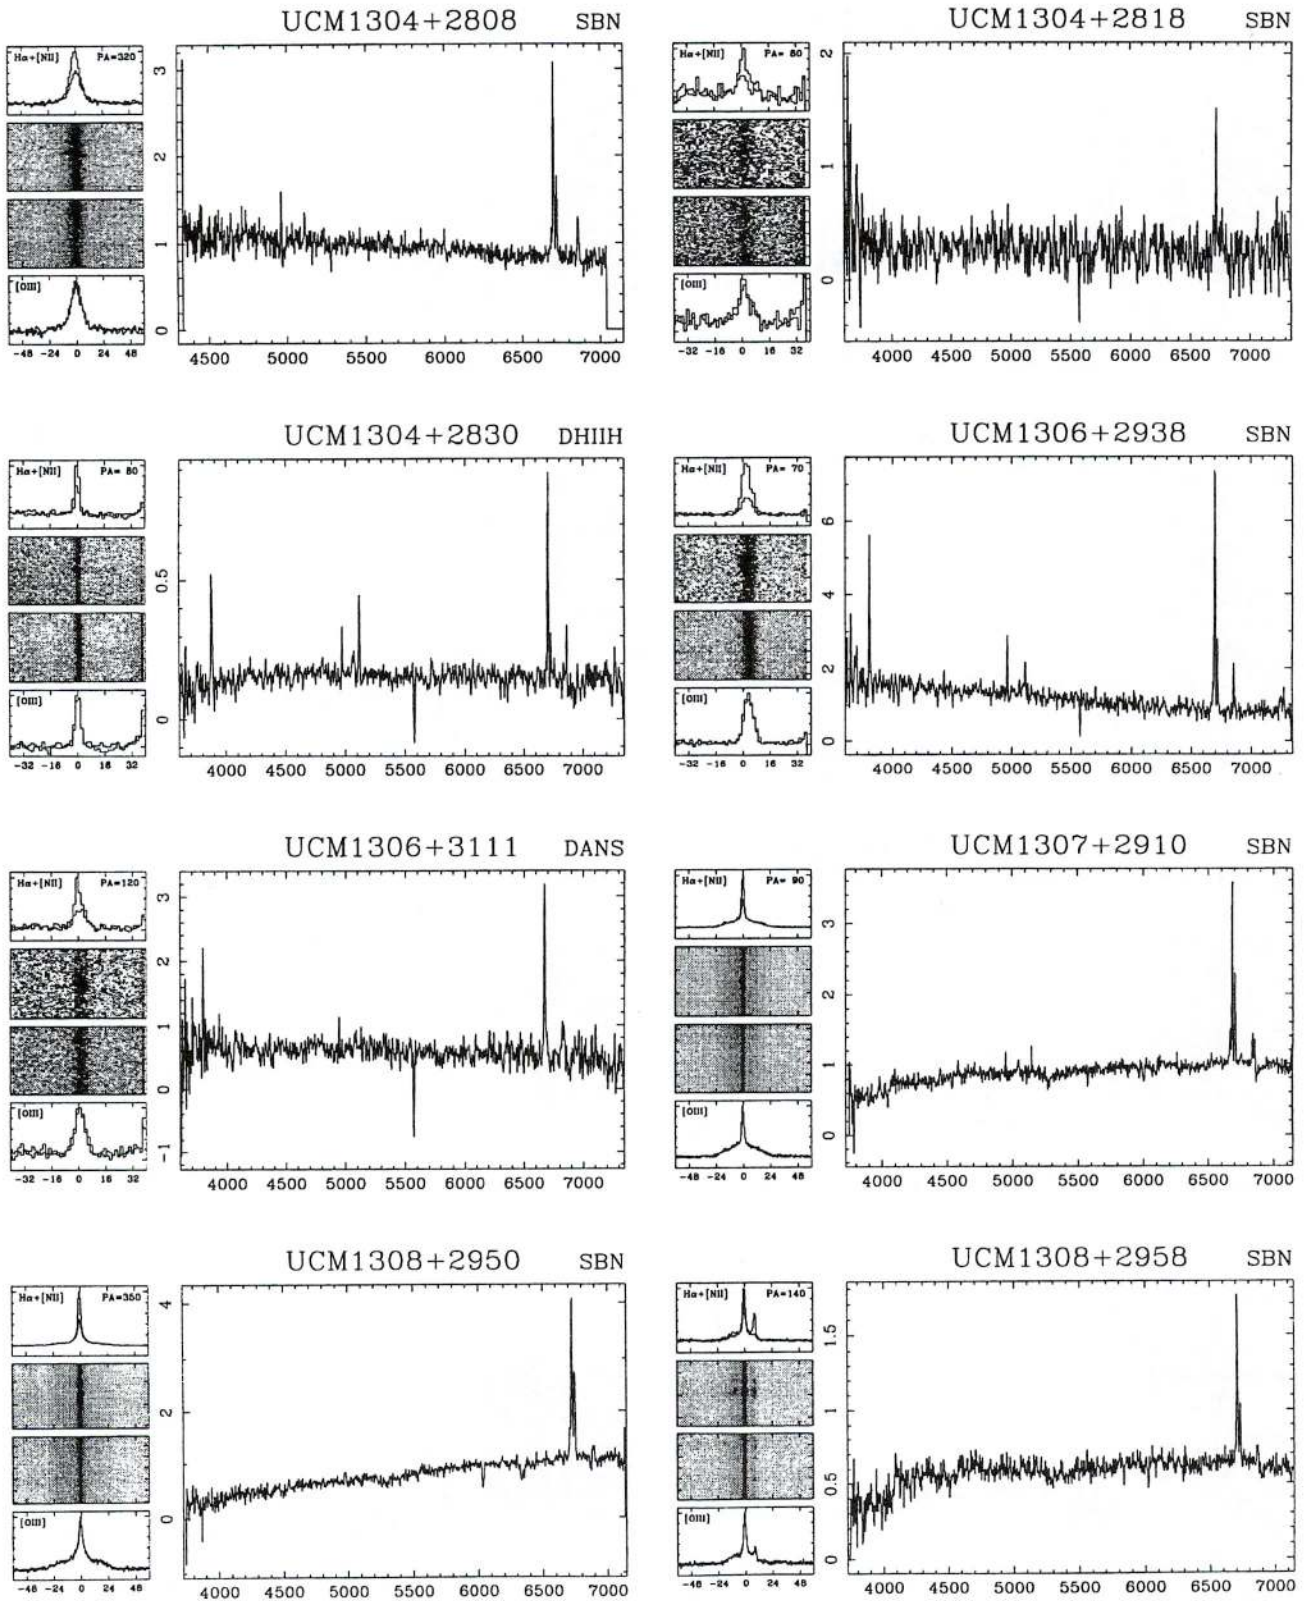 UCM1304+2808 SBN
Hα+[NII] PA=320
[OIII]
-48 -24 0 24 48
0 1 2 3
4500 5000 5500 6000 6500 7000
UCM1304+2818 SBN
Hα+[NII] PA= 80
[OIII]
-32 -16 0 16 32
0 1 2
4000 4500 5000 5500 6000 6500 7000
UCM1304+2830 DHIIH
Hα+[NII] PA= 80
[OIII]
-32 -16 0 16 32
0 0.5
4000 4500 5000 5500 6000 6500 7000
UCM1306+2938 SBN
Hα+[NII] PA= 70
[OIII]
-32 -16 0 16 32
0 2 4 6
4000 4500 5000 5500 6000 6500 7000
UCM1306+3111 DANS
Hα+[NII] PA=120
[OIII]
-32 -16 0 16 32
-1 0 1 2 3
4000 4500 5000 5500 6000 6500 7000
UCM1307+2910 SBN
Hα+[NII] PA= 90
[OIII]
-48 -24 0 24 48
0 1 2 3
4000 4500 5000 5500 6000 6500 7000
UCM1308+2950 SBN
Hα+[NII] PA=350
[OIII]
-48 -24 0 24 48
0 2 4
4000 4500 5000 5500 6000 6500 7000
UCM1308+2958 SBN
Hα+[NII] PA=140
[OIII]
-48 -24 0 24 48
0 0.5 1 1.5
4000 4500 5000 5500 6000 6500 7000